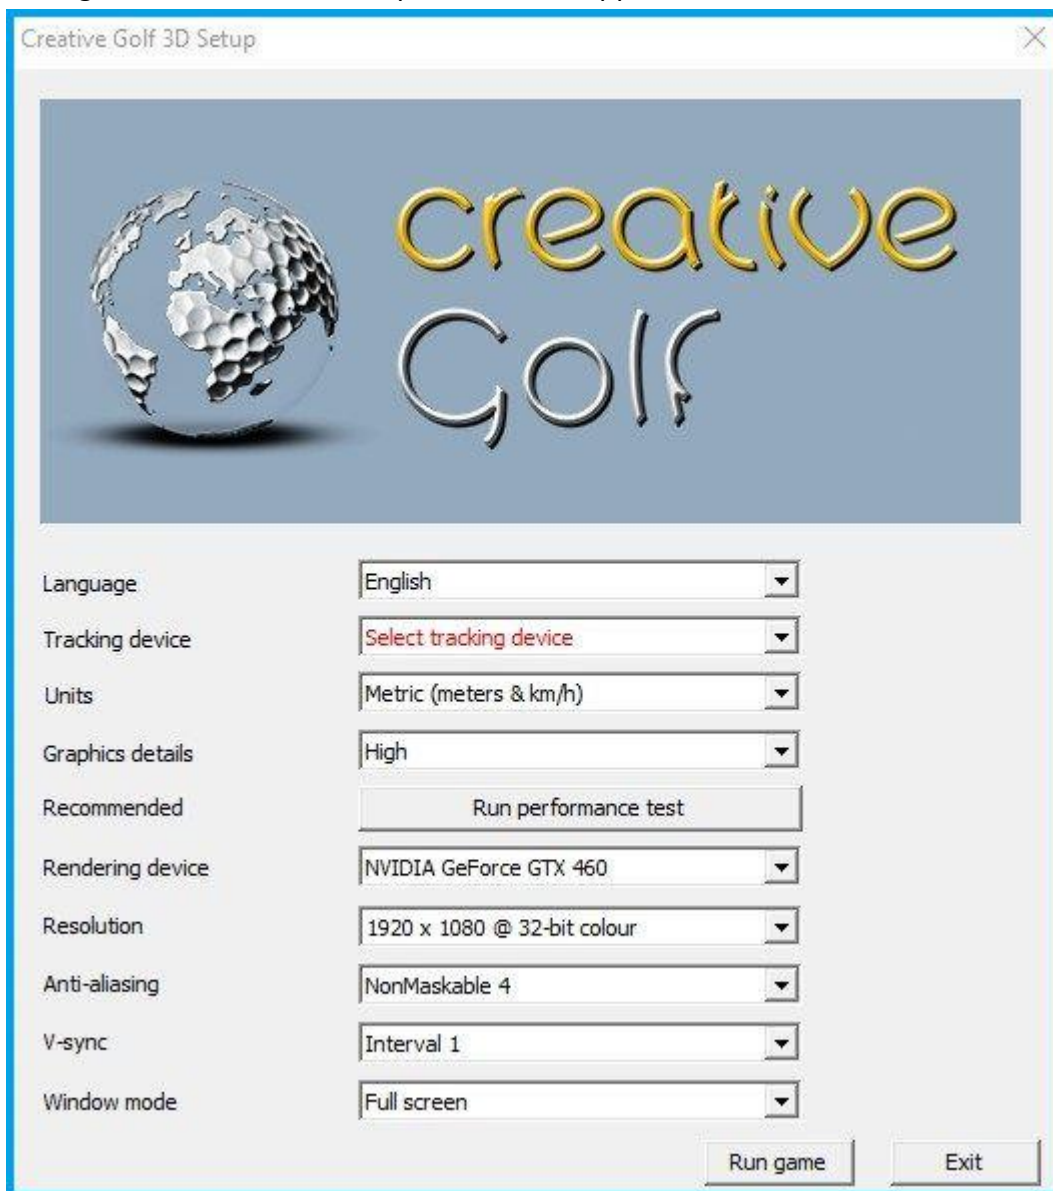 Creative Golf 3D Setup
creative
Golf
Language English
Tracking device Select tracking device
Units Metric (meters & km/h)
Graphics details High
Recommended Run performance test
Rendering device NVIDIA GeForce GTX 460
Resolution 1920 x 1080 @ 32-bit colour
Anti-aliasing NonMaskable 4
V-sync Interval 1
Window mode Full screen
Run game Exit